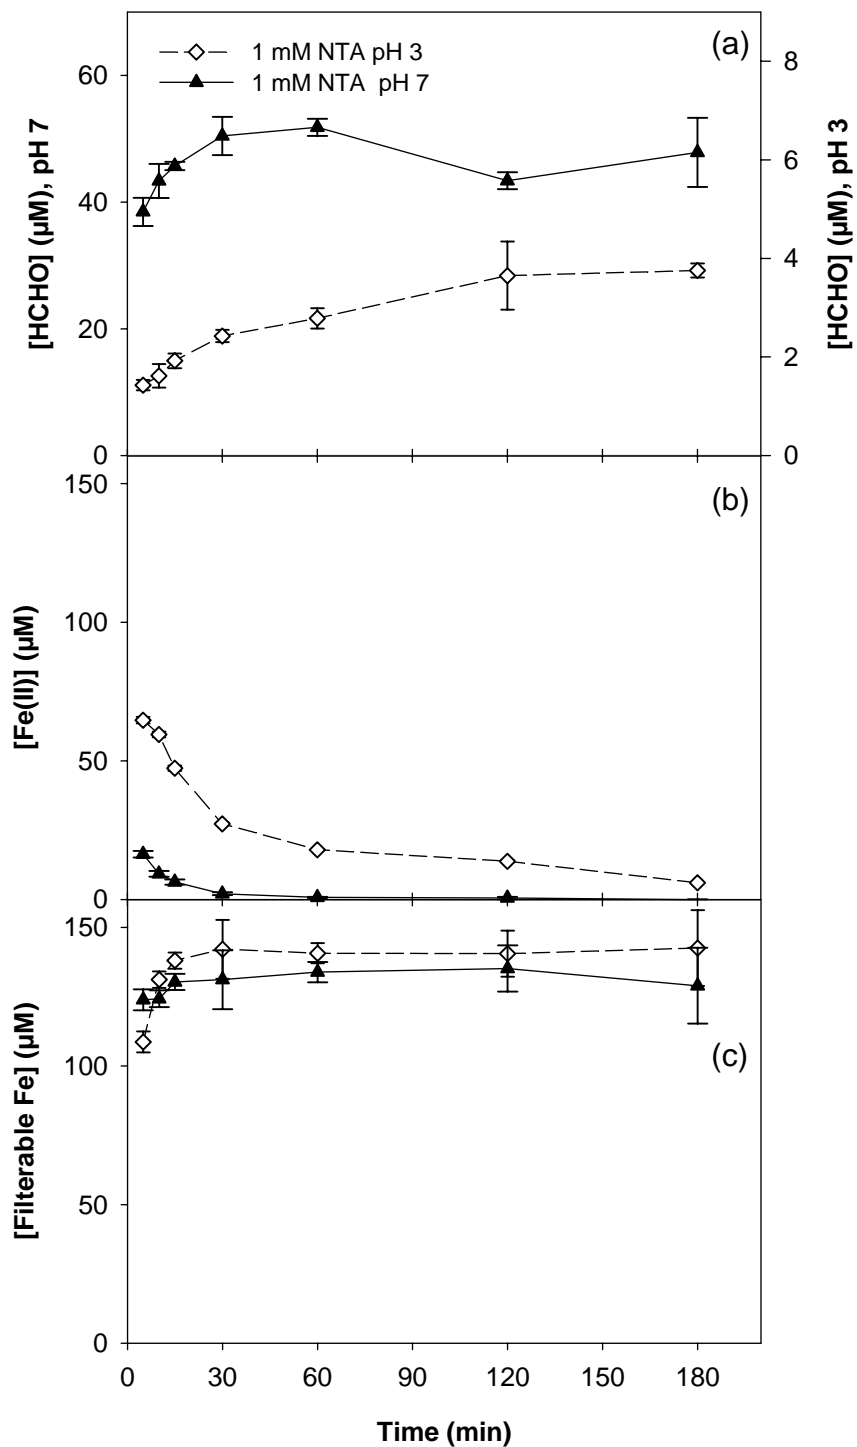 (a)
1 mM NTA pH 3
1 mM NTA pH 7
[HCHO] (µM), pH 7
60
40
20
0
[HCHO] (µM), pH 3
8
6
4
2
0
(b)
[Fe(II)] (µM)
150
100
50
0
(c)
[Filterable Fe] (µM)
150
100
50
0
0 30 60 90 120 150 180
Time (min)